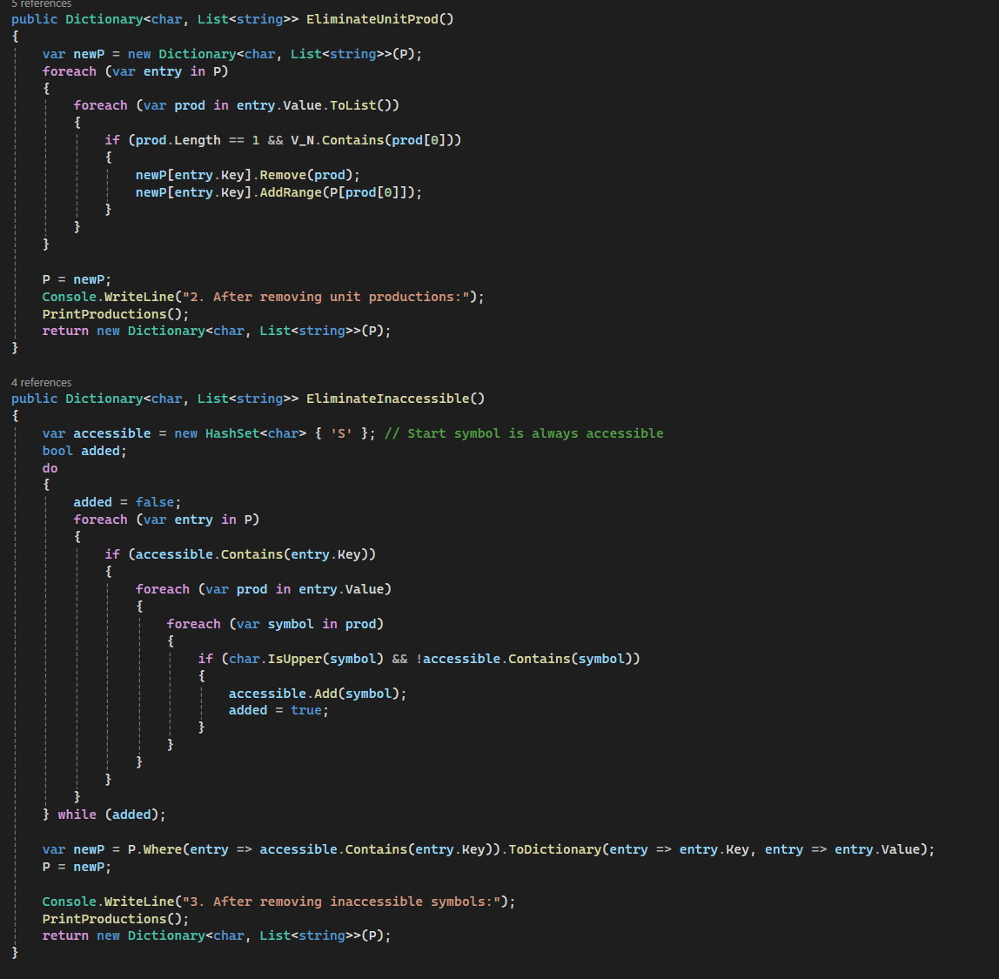 5 references
public Dictionary<char, List<string>> EliminateUnitProd()
{
    var newP = new Dictionary<char, List<string>>(P);
    foreach (var entry in P)
    {
        foreach (var prod in entry.Value.ToList())
        {
            if (prod.Length == 1 && V_N.Contains(prod[0]))
            {
                newP[entry.Key].Remove(prod);
                newP[entry.Key].AddRange(P[prod[0]]);
            }
        }
    }

    P = newP;
    Console.WriteLine("2. After removing unit productions:");
    PrintProductions();
    return new Dictionary<char, List<string>>(P);
}

4 references
public Dictionary<char, List<string>> EliminateInaccessible()
{
    var accessible = new HashSet<char> { 'S' }; // Start symbol is always accessible
    bool added;
    do
    {
        added = false;
        foreach (var entry in P)
        {
            if (accessible.Contains(entry.Key))
            {
                foreach (var prod in entry.Value)
                {
                    foreach (var symbol in prod)
                    {
                        if (char.IsUpper(symbol) && !accessible.Contains(symbol))
                        {
                            accessible.Add(symbol);
                            added = true;
                        }
                    }
                }
            }
        }
    } while (added);

    var newP = P.Where(entry => accessible.Contains(entry.Key)).ToDictionary(entry => entry.Key, entry => entry.Value);
    P = newP;

    Console.WriteLine("3. After removing inaccessible symbols:");
    PrintProductions();
    return new Dictionary<char, List<string>>(P);
}